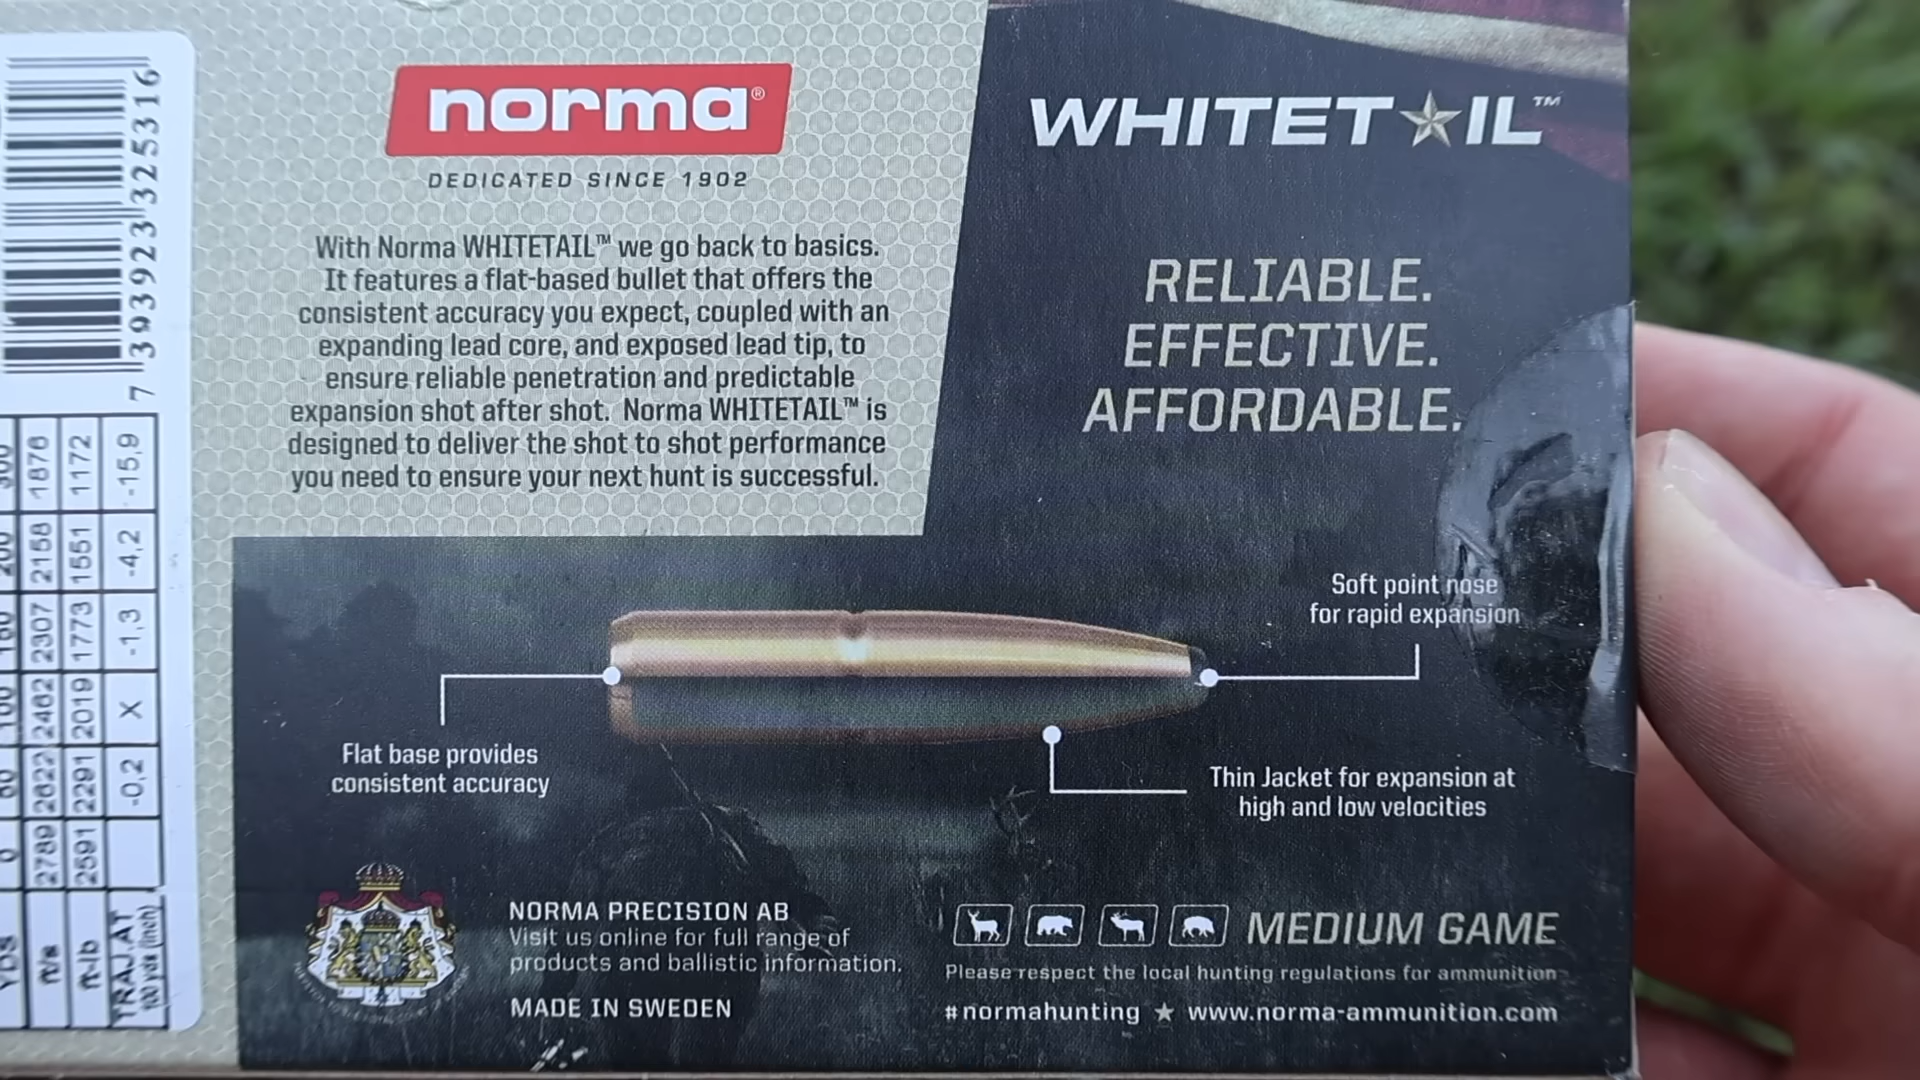 norma®
DEDICATED SINCE 1902
With Norma WHITETAIL™ we go back to basics.
It features a flat-based bullet that offers the
consistent accuracy you expect, coupled with an
expanding lead core, and exposed lead tip, to
ensure reliable penetration and predictable
expansion shot after shot. Norma WHITETAIL™ is
designed to deliver the shot to shot performance
you need to ensure your next hunt is successful.
WHITET★IL™
RELIABLE.
EFFECTIVE.
AFFORDABLE.
Soft point nose
for rapid expansion
Flat base provides
consistent accuracy
Thin Jacket for expansion at
high and low velocities
NORMA PRECISION AB
Visit us online for full range of
products and ballistic information.
MADE IN SWEDEN
MEDIUM GAME
Please respect the local hunting regulations for ammunition
#normahunting ★ www.norma-ammunition.com
7 393923 325316
YDS 0
ft/s 2789 2622 2462 2307 2158 1876
ft-lb 2591 2291 2019 1773 1551 1172
TRAJ.AT -0,2 X -1,3 -4,2 -15,9
100 yds (inch)